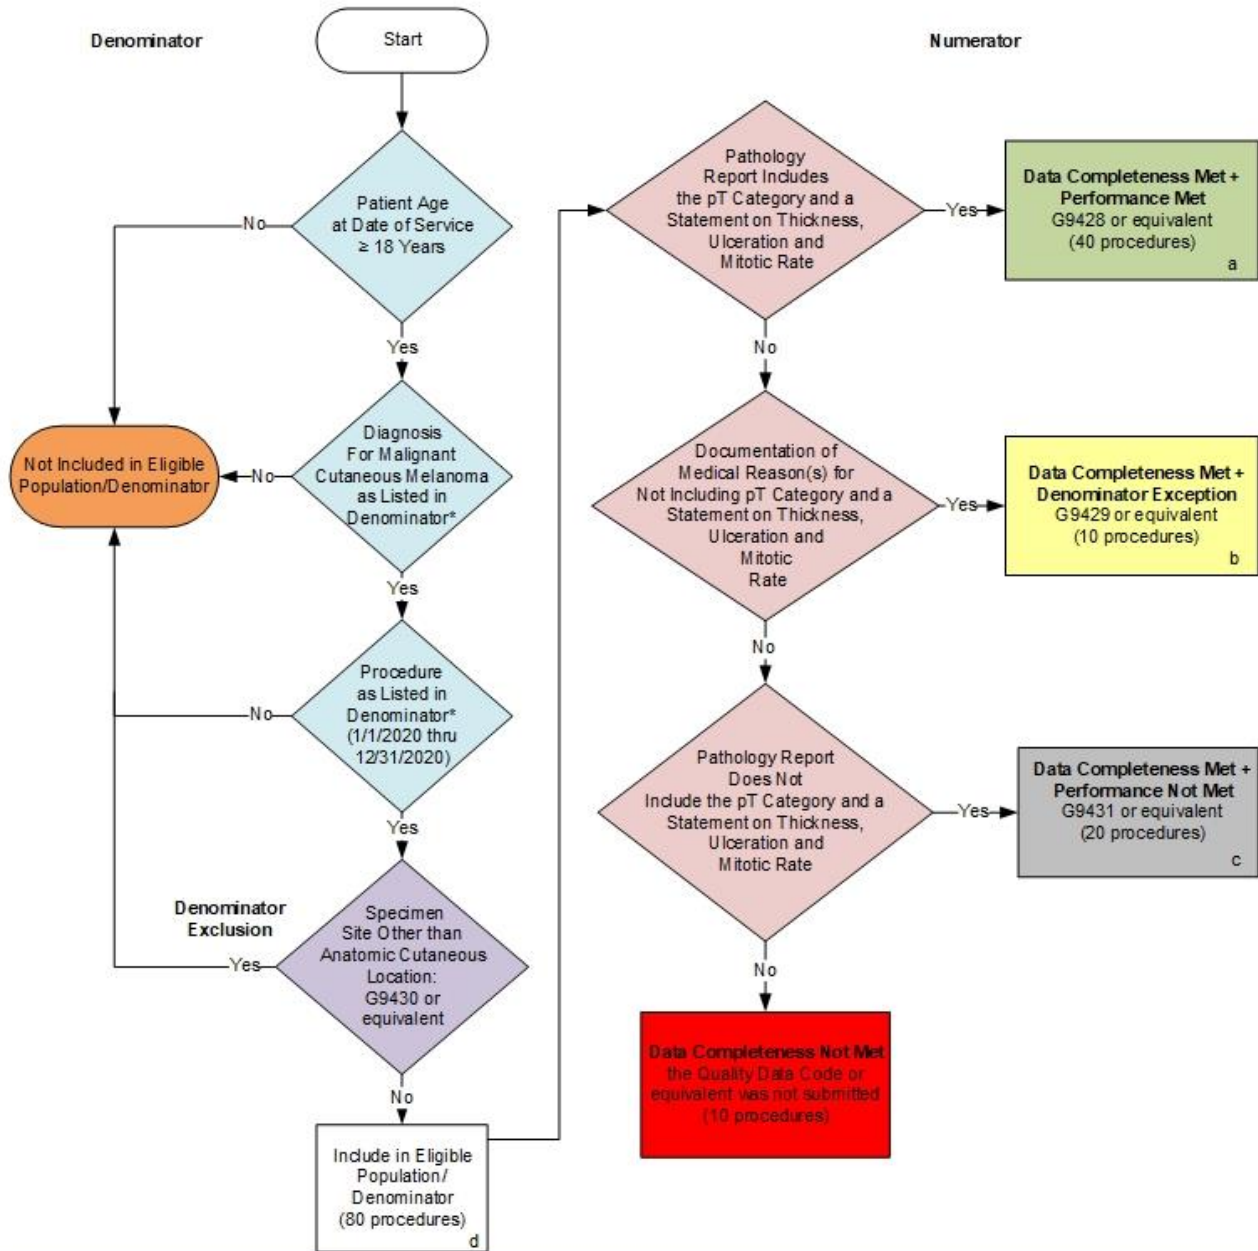 Denominator
Start
Numerator
Patient Age
at Date of Service
≥ 18 Years
No
Yes
Diagnosis
For Malignant
Cutaneous Melanoma
as Listed in
Denominator*
No
Not Included in Eligible
Population/Denominator
Yes
Procedure
as Listed in
Denominator*
(1/1/2020 thru
12/31/2020)
No
Yes
Denominator
Exclusion
Specimen
Site Other than
Anatomic Cutaneous
Location:
G9430 or
equivalent
Yes
No
Include in Eligible
Population/
Denominator
(80 procedures)
d
Pathology
Report Includes
the pT Category and a
Statement on Thickness,
Ulceration and
Mitotic Rate
Yes
Data Completeness Met +
Performance Met
G9428 or equivalent
(40 procedures)
a
No
Documentation of
Medical Reason(s) for
Not Including pT Category and a
Statement on Thickness,
Ulceration and
Mitotic
Rate
Yes
Data Completeness Met +
Denominator Exception
G9429 or equivalent
(10 procedures)
b
No
Pathology Report
Does Not
Include the pT Category and a
Statement on Thickness,
Ulceration and
Mitotic Rate
Yes
Data Completeness Met +
Performance Not Met
G9431 or equivalent
(20 procedures)
c
No
Data Completeness Not Met
the Quality Data Code or
equivalent was not submitted
(10 procedures)